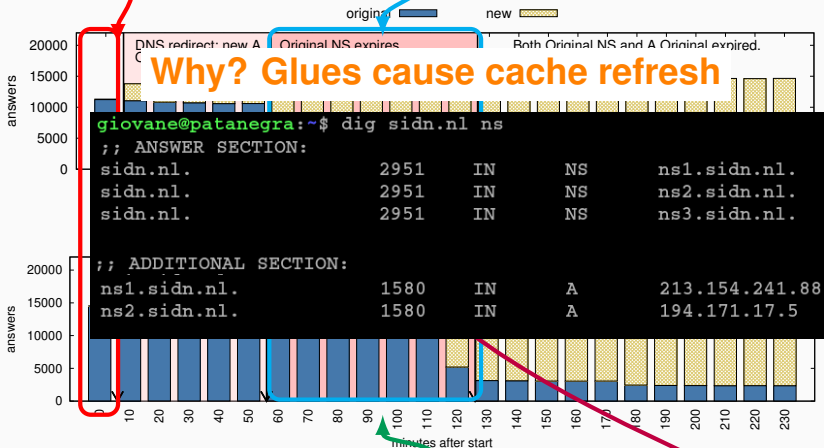 original new
20000
15000
10000
5000
0
answers
DNS redirect: new A
Original NS expires
Both Original NS and A Original expired.
Why? Glues cause cache refresh
giovane@patanegra:~$ dig sidn.nl ns
;; ANSWER SECTION:
sidn.nl. 2951 IN NS ns1.sidn.nl.
sidn.nl. 2951 IN NS ns2.sidn.nl.
sidn.nl. 2951 IN NS ns3.sidn.nl.
;; ADDITIONAL SECTION:
ns1.sidn.nl. 1580 IN A 213.154.241.88
ns2.sidn.nl. 1580 IN A 194.171.17.5
20000
15000
10000
5000
0
answers
0 10 20 30 40 50 60 70 80 90 100 110 120 130 140 150 160 170 180 190 200 210 220 230
minutes after start